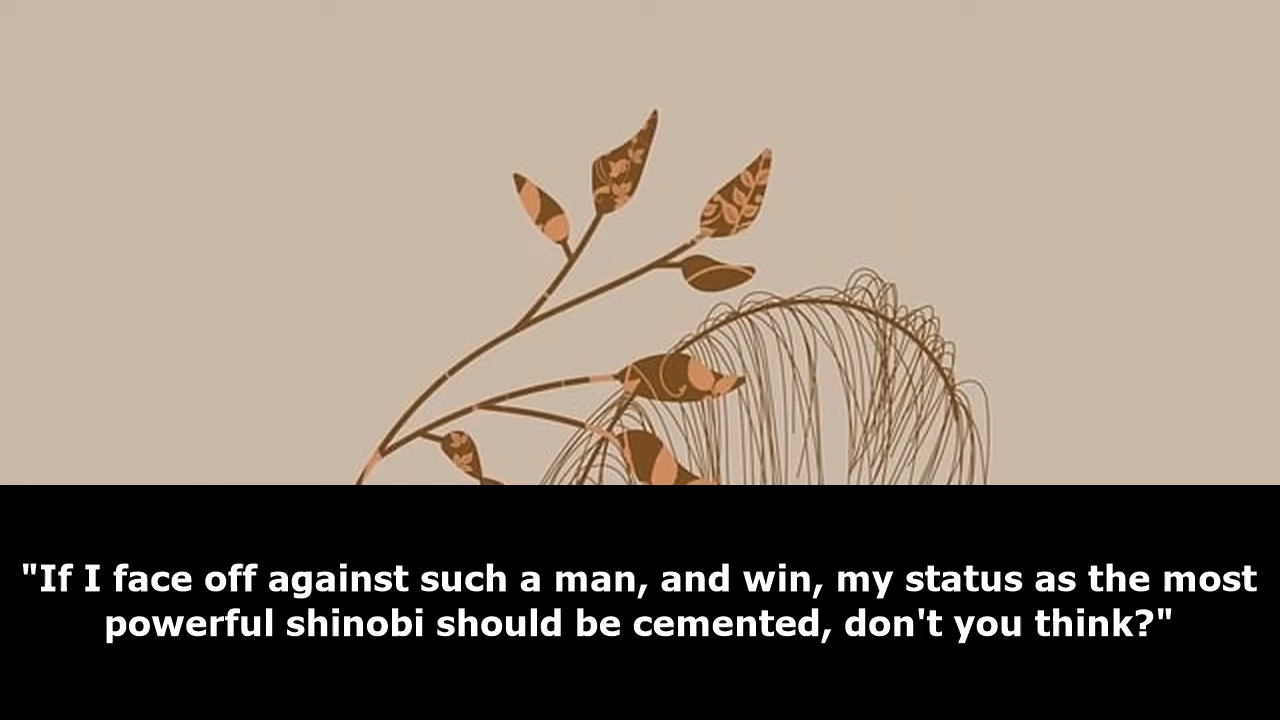 "If I face off against such a man, and win, my status as the most
powerful shinobi should be cemented, don't you think?"